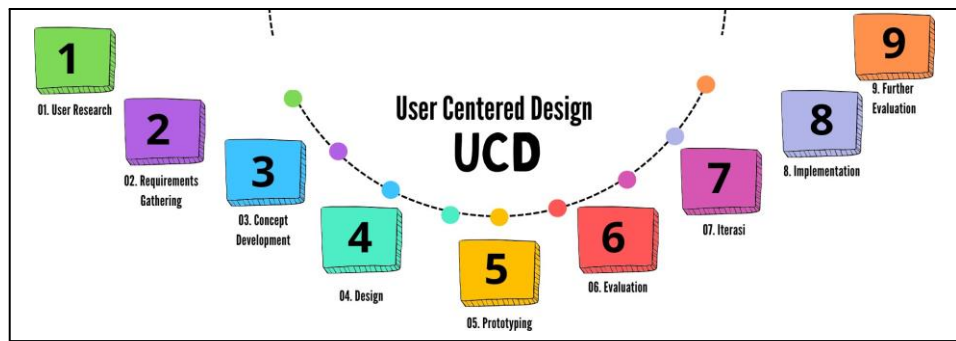 User Centered Design
UCD
1
01. User Research
2
02. Requirements
Gathering
3
03. Concept
Development
4
04. Design
5
05. Prototyping
6
06. Evaluation
7
07. Iterasi
8
8. Implementation
9
9. Further
Evaluation